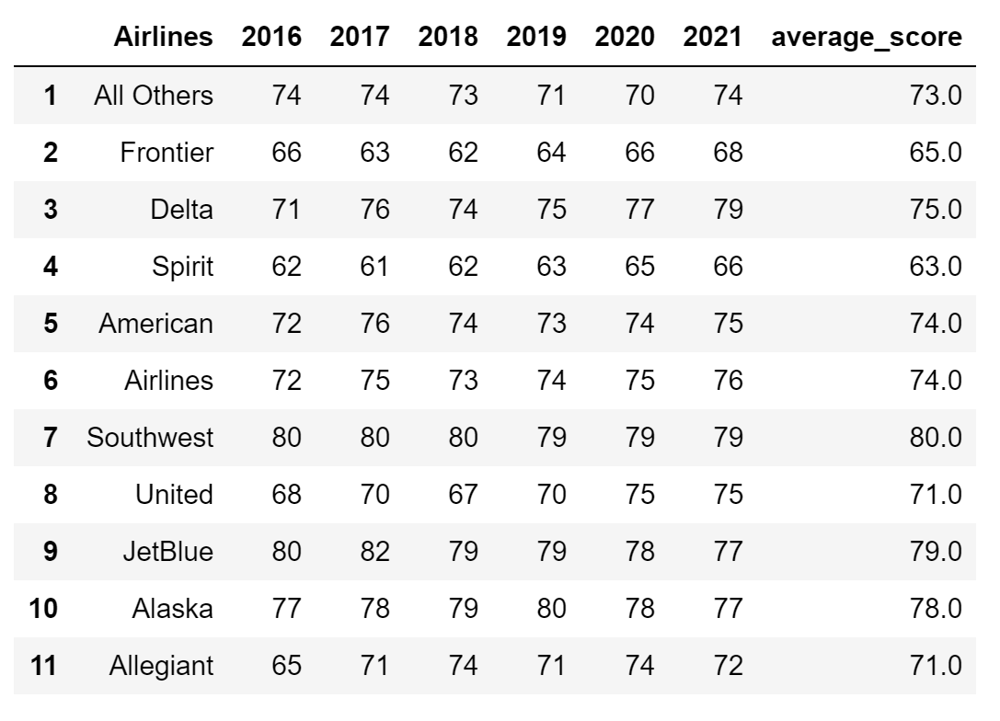 Airlines 2016 2017 2018 2019 2020 2021 average_score
1 All Others 74 74 73 71 70 74 73.0
2 Frontier 66 63 62 64 66 68 65.0
3 Delta 71 76 74 75 77 79 75.0
4 Spirit 62 61 62 63 65 66 63.0
5 American 72 76 74 73 74 75 74.0
6 Airlines 72 75 73 74 75 76 74.0
7 Southwest 80 80 80 79 79 79 80.0
8 United 68 70 67 70 75 75 71.0
9 JetBlue 80 82 79 79 78 77 79.0
10 Alaska 77 78 79 80 78 77 78.0
11 Allegiant 65 71 74 71 74 72 71.0